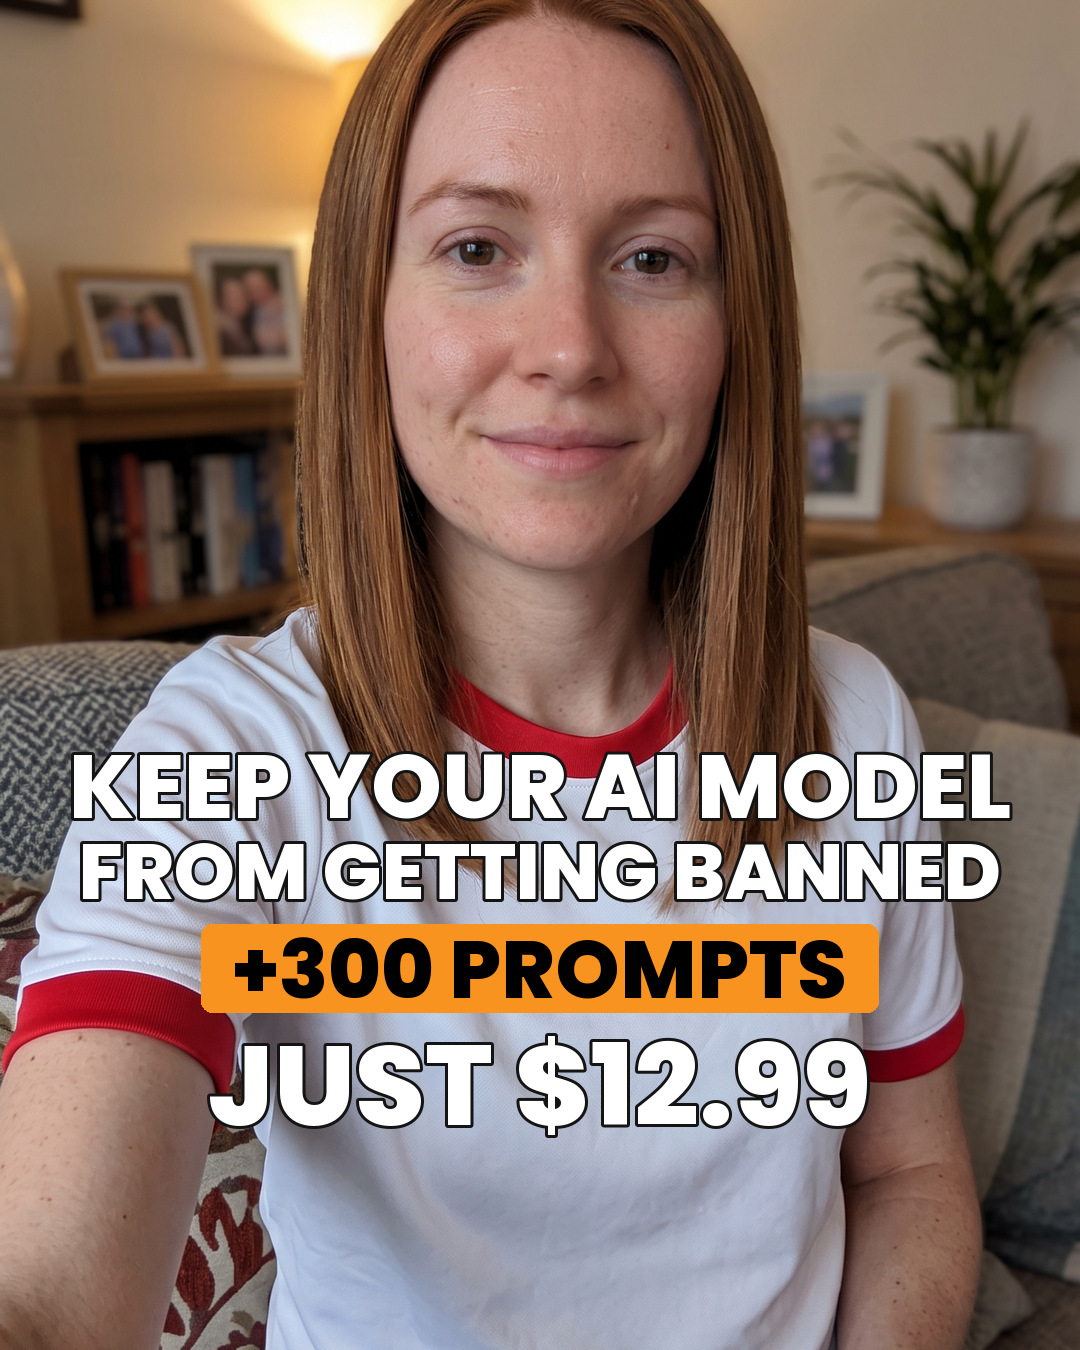 KEEP YOUR AI MODEL
FROM GETTING BANNED
+300 PROMPTS
JUST $12.99